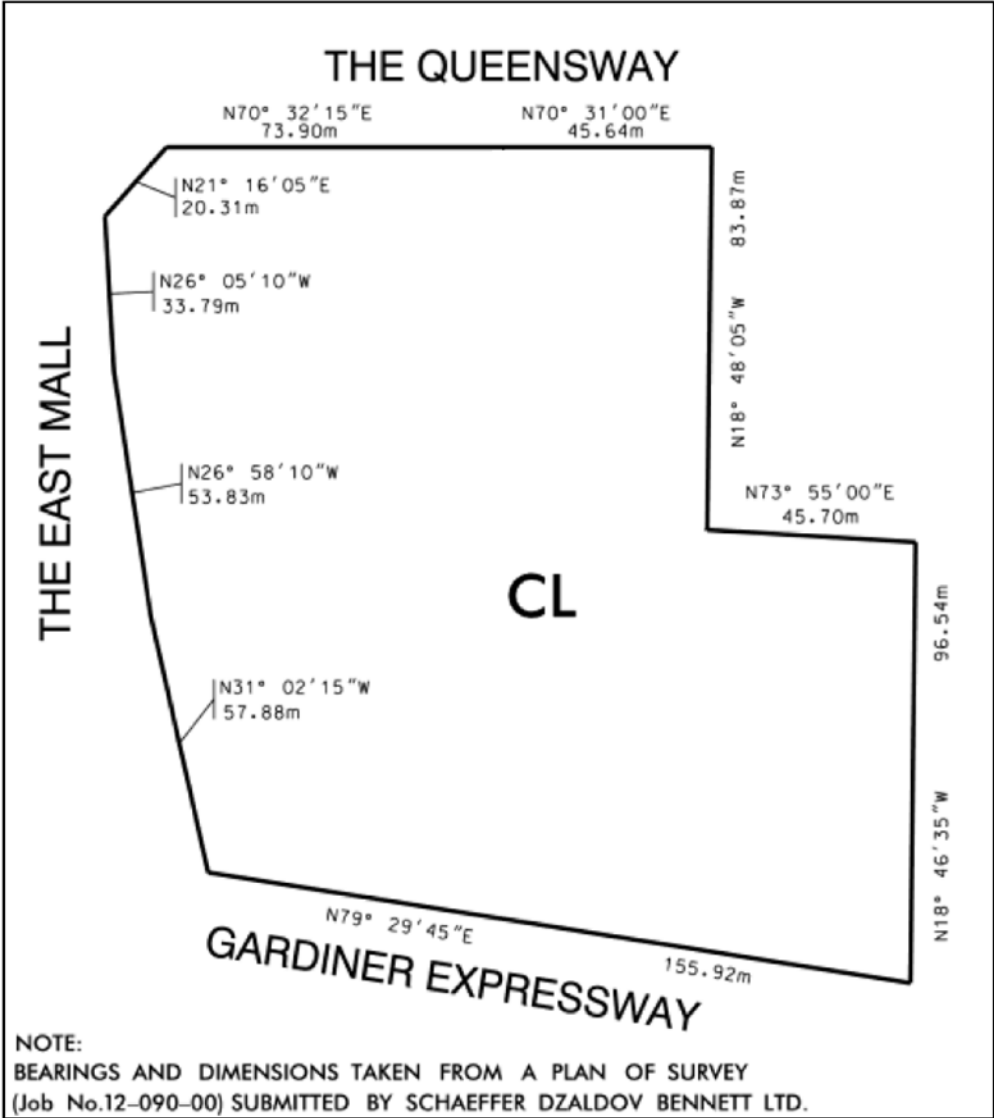 THE QUEENSWAY
N70° 32'15"E
73.90m
N70° 31'00"E
45.64m
N21° 16'05"E
20.31m
83.87m
N18° 48'05"W
N26° 05'10"W
33.79m
THE EAST MALL
N26° 58'10"W
53.83m
N73° 55'00"E
45.70m
CL
96.54m
N18° 46'35"W
N31° 02'15"W
57.88m
N79° 29'45"E
155.92m
GARDINER EXPRESSWAY
NOTE:
BEARINGS AND DIMENSIONS TAKEN FROM A PLAN OF SURVEY
(Job No.12-090-00) SUBMITTED BY SCHAEFFER DZALDOV BENNETT LTD.